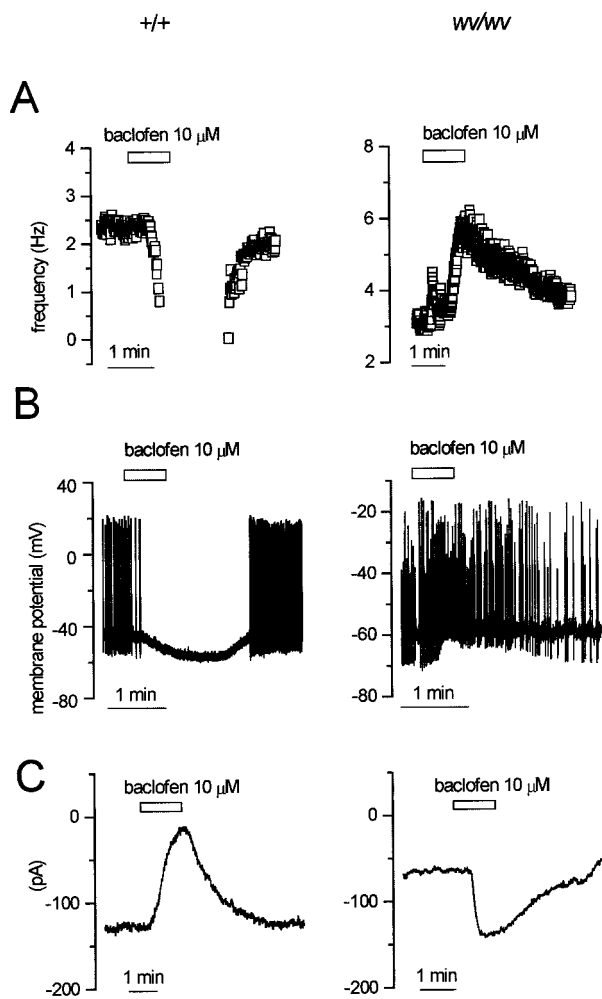 +/+
wv/wv
A
baclofen 10 μM
4
3
2
1
0
frequency (Hz)
1 min
baclofen 10 μM
8
6
4
2
1 min
B
baclofen 10 μM
40
0
-40
-80
membrane potential (mV)
1 min
baclofen 10 μM
-20
-40
-60
-80
1 min
C
baclofen 10 μM
0
-100
-200
(pA)
1 min
baclofen 10 μM
0
-100
-200
1 min